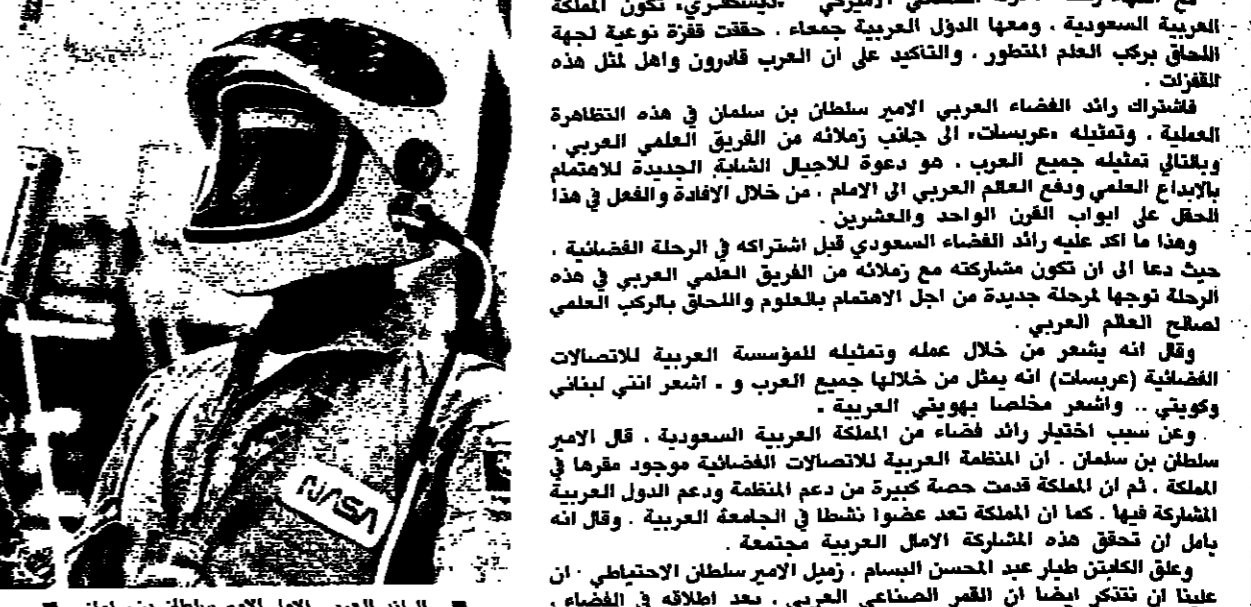 العربية السعودية ، ومعها الدول العربية جمعاء ، حققت قفزة نوعية لجهة
اللحاق بركب العلم المتطور ، والتاكيد على ان العرب قادرون واهل لمثل هذه
القفزات .
فاشتراك رائد الفضاء العربي الامير سلطان بن سلمان في هذه التظاهرة
العملية ، وتمثيله «عربسات» الى جانب زملائه من الفريق العلمي العربي ،
وبالتالي تمثيله جميع العرب ، هو دعوة للاجيال الشابة الجديدة للاهتمام
بالابداع العلمي ودفع العالم العربي الى الامام ، من خلال الافادة والفعل في هذا
الحقل على ابواب القرن الواحد والعشرين .
وهذا ما اكد عليه رائد الفضاء السعودي قبل اشتراكه في الرحلة الفضائية ،
حيث دعا الى ان تكون مشاركته مع زملائه من الفريق العلمي العربي في هذه
الرحلة توجها لمرحلة جديدة من اجل الاهتمام بالعلوم واللحاق بالركب العلمي
لصالح العالم العربي .
وقال انه يشعر من خلال عمله وتمثيله للمؤسسة العربية للاتصالات
الفضائية (عربسات) انه يمثل من خلالها جميع العرب و « اشعر انني لبناني
وكويتي .. واشعر مخلصا بهويتي العربية »
وعن سبب اختيار رائد فضاء من المملكة العربية السعودية ، قال الامير
سلطان بن سلمان ، ان المنظمة العربية للاتصالات الفضائية موجود مقرها في
المملكة ، ثم ان المملكة قدمت حصة كبيرة من دعم المنظمة ودعم الدول العربية
المشاركة فيها ، كما ان المملكة تعد عضوا نشطا في الجامعة العربية . وقال انه
يامل ان تحقق هذه المشاركة الامال العربية مجتمعة .
وعلق الكابتن طيار عبد المحسن البسام ، زميل الامير سلطان الاحتياطي ، ان
علينا ان نتذكر ايضا ان القمر الصناعي العربي ، بعد اطلاقه في الفضاء ،
NASA